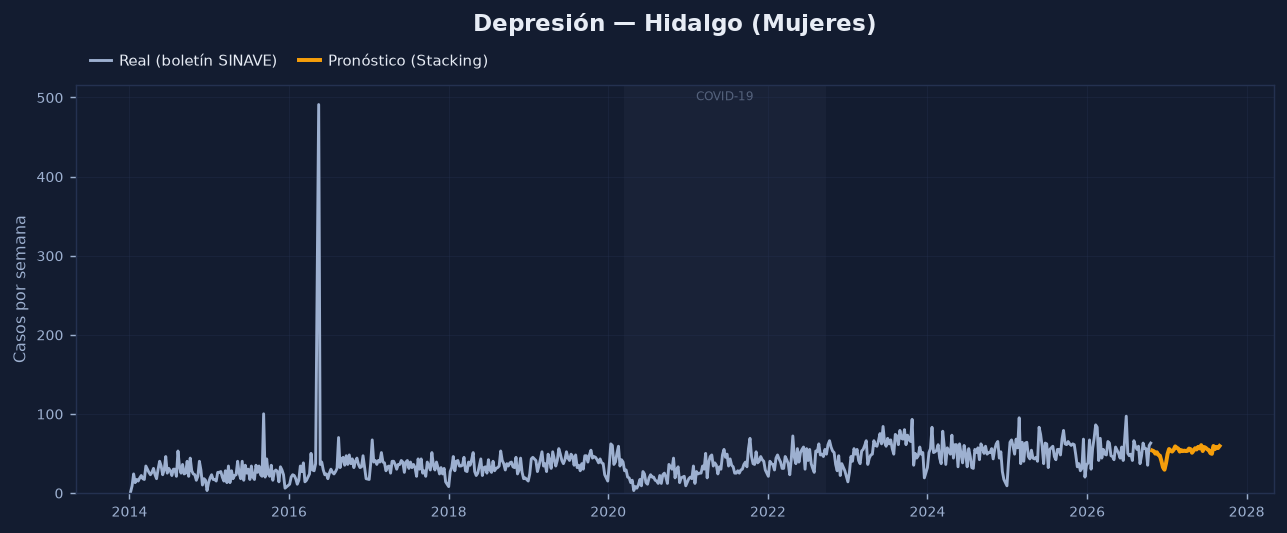 Depresión — Hidalgo (Mujeres)
Real (boletín SINAVE)
Pronóstico (Stacking)
COVID-19
Casos por semana
500
400
300
200
100
0
2014
2016
2018
2020
2022
2024
2026
2028